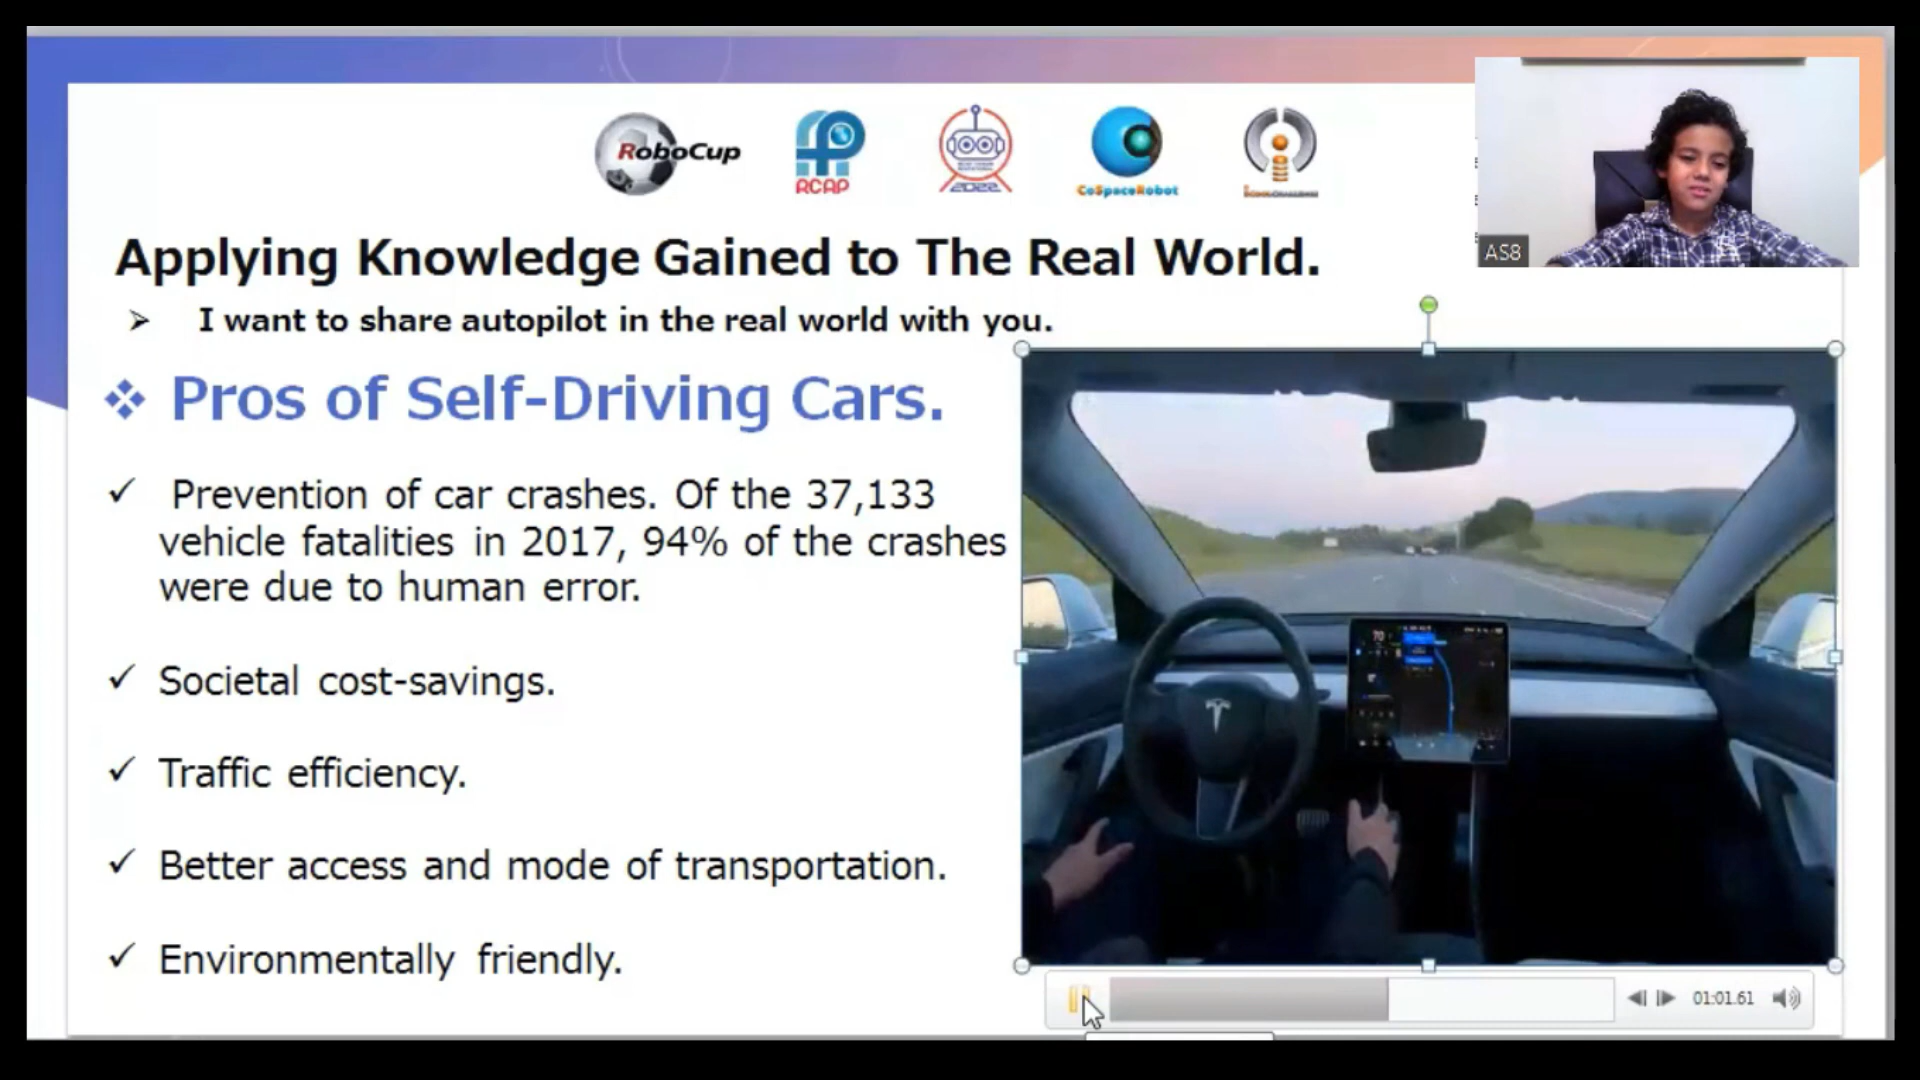 RoboCup
RCAP
2022
CoSpaceRobot
AS8
Applying Knowledge Gained to The Real World.
➢ I want to share autopilot in the real world with you.
❖ Pros of Self-Driving Cars.
✓ Prevention of car crashes. Of the 37,133
vehicle fatalities in 2017, 94% of the crashes
were due to human error.
✓ Societal cost-savings.
✓ Traffic efficiency.
✓ Better access and mode of transportation.
✓ Environmentally friendly.
70
01:01.61